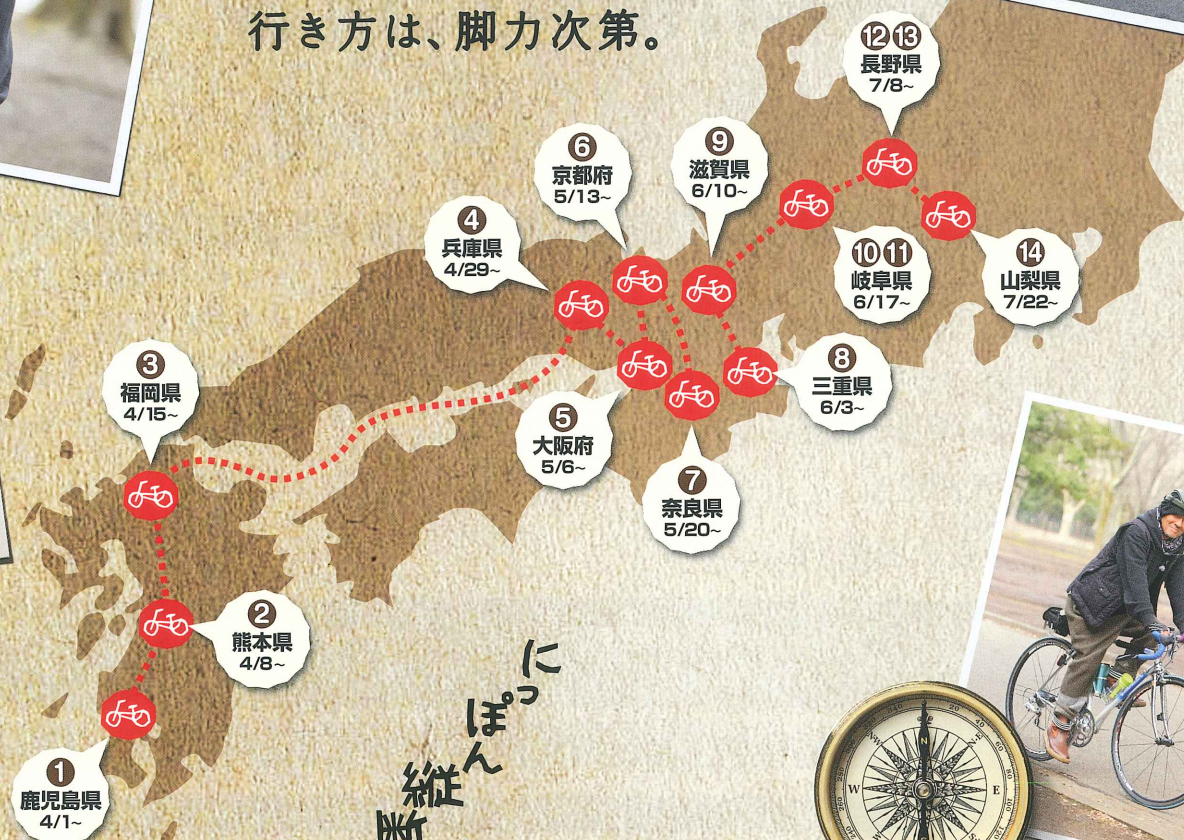 行き方は、脚力次第。
⑫⑬
長野県
7/8~
⑨
滋賀県
6/10~
⑥
京都府
5/13~
④
兵庫県
4/29~
⑩⑪
岐阜県
6/17~
⑭
山梨県
7/22~
③
福岡県
4/15~
⑧
三重県
6/3~
⑤
大阪府
5/6~
⑦
奈良県
5/20~
②
熊本県
4/8~
①
鹿児島県
4/1~
にっぽん
縦断
N
N-E
E
W
N-W